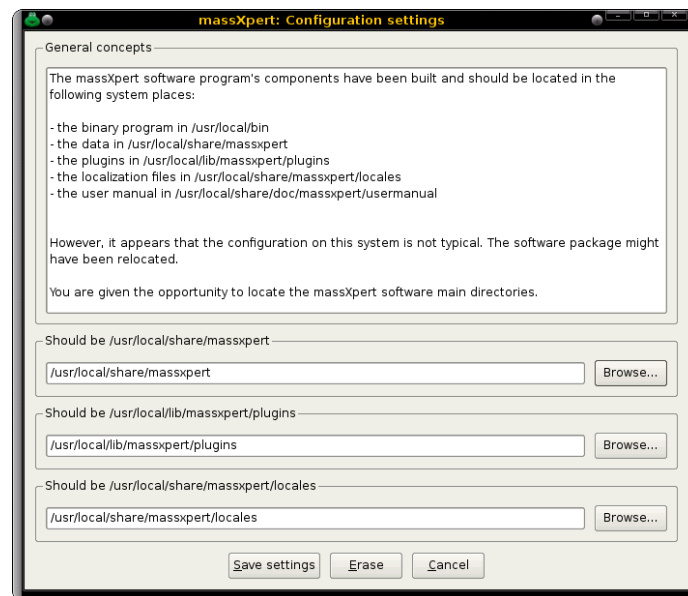 massXpert: Configuration settings
General concepts
The massXpert software program's components have been built and should be located in the
following system places:
- the binary program in /usr/local/bin
- the data in /usr/local/share/massxpert
- the plugins in /usr/local/lib/massxpert/plugins
- the localization files in /usr/local/share/massxpert/locales
- the user manual in /usr/local/share/doc/massxpert/usermanual
However, it appears that the configuration on this system is not typical. The software package might
have been relocated.
You are given the opportunity to locate the massXpert software main directories.
Should be /usr/local/share/massxpert
/usr/local/share/massxpert Browse...
Should be /usr/local/lib/massxpert/plugins
/usr/local/lib/massxpert/plugins Browse...
Should be /usr/local/share/massxpert/locales
/usr/local/share/massxpert/locales Browse...
Save settings Erase Cancel